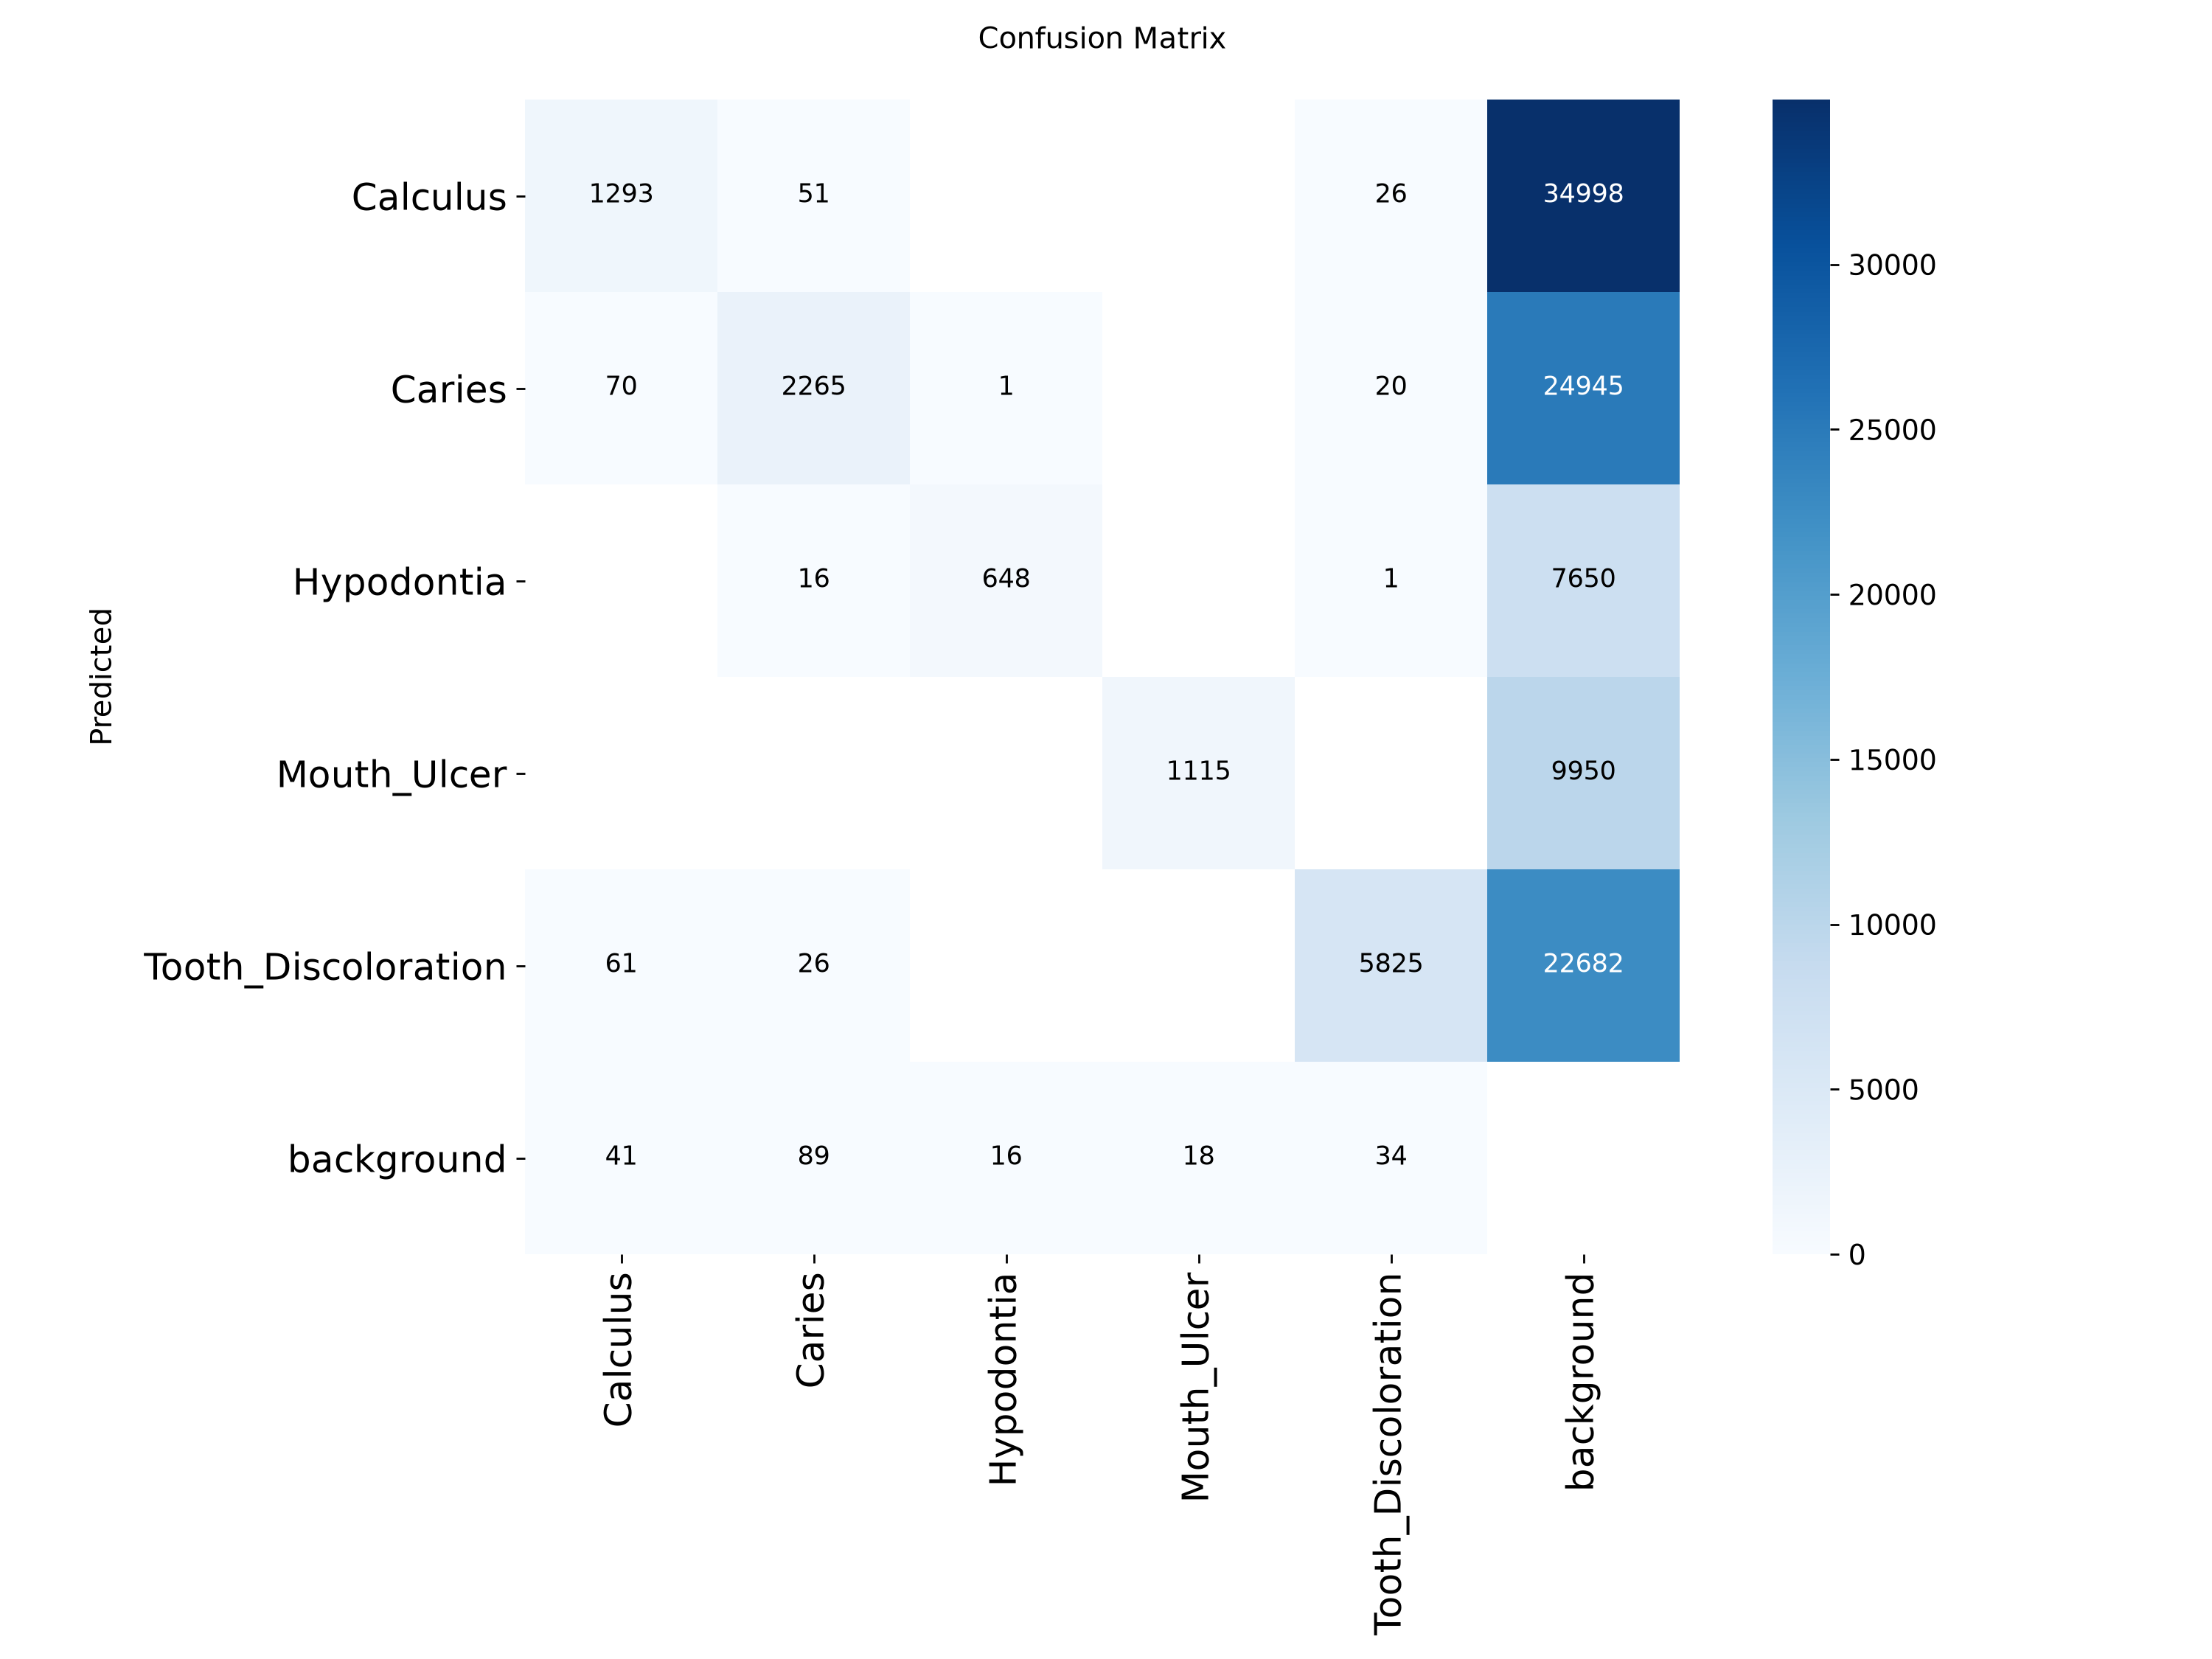 Confusion Matrix
Calculus 1293 51 26 34998
Caries 70 2265 1 20 24945
Hypodontia 16 648 1 7650
Mouth_Ulcer 1115 9950
Tooth_Discoloration 61 26 5825 22682
background 41 89 16 18 34
Predicted
Calculus Caries Hypodontia Mouth_Ulcer Tooth_Discoloration background
30000
25000
20000
15000
10000
5000
0